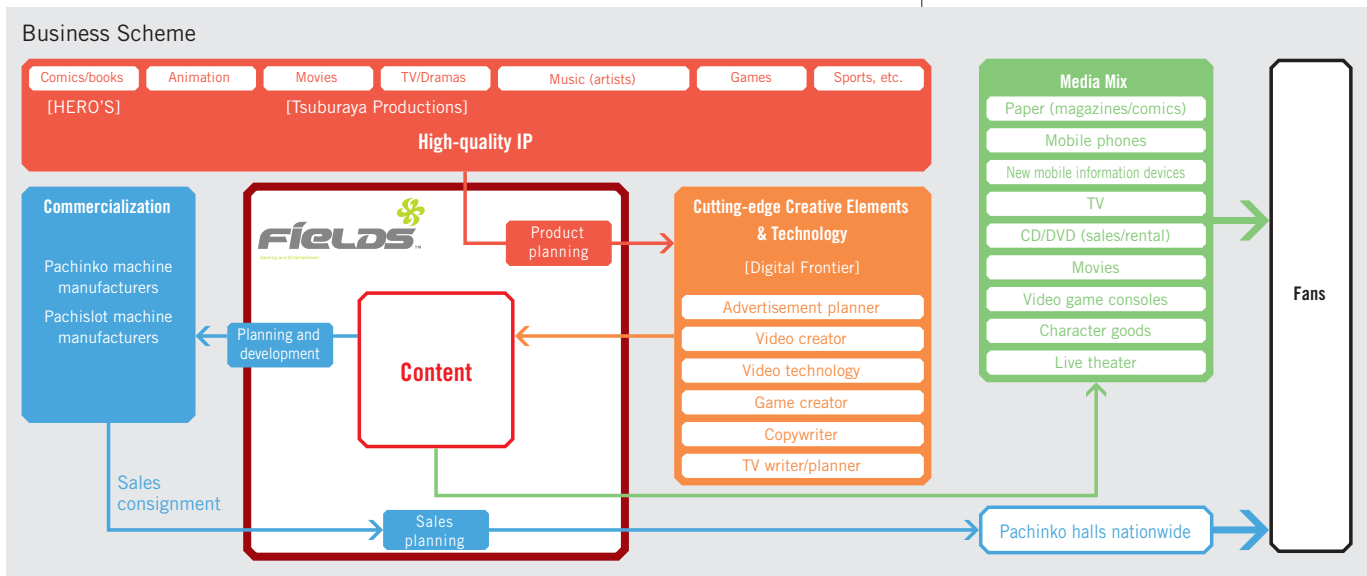 Business Scheme
Comics/books
Animation
Movies
TV/Dramas
Music (artists)
Games
Sports, etc.
[HERO'S]
[Tsuburaya Productions]
High-quality IP
Commercialization
Pachinko machine
manufacturers
Pachislot machine
manufacturers
FIELDS™
Gaming and Entertainment
Product
planning
Cutting-edge Creative Elements
& Technology
[Digital Frontier]
Advertisement planner
Video creator
Video technology
Game creator
Copywriter
TV writer/planner
Planning and
development
Content
Sales
consignment
Sales
planning
Media Mix
Paper (magazines/comics)
Mobile phones
New mobile information devices
TV
CD/DVD (sales/rental)
Movies
Video game consoles
Character goods
Live theater
Pachinko halls nationwide
Fans